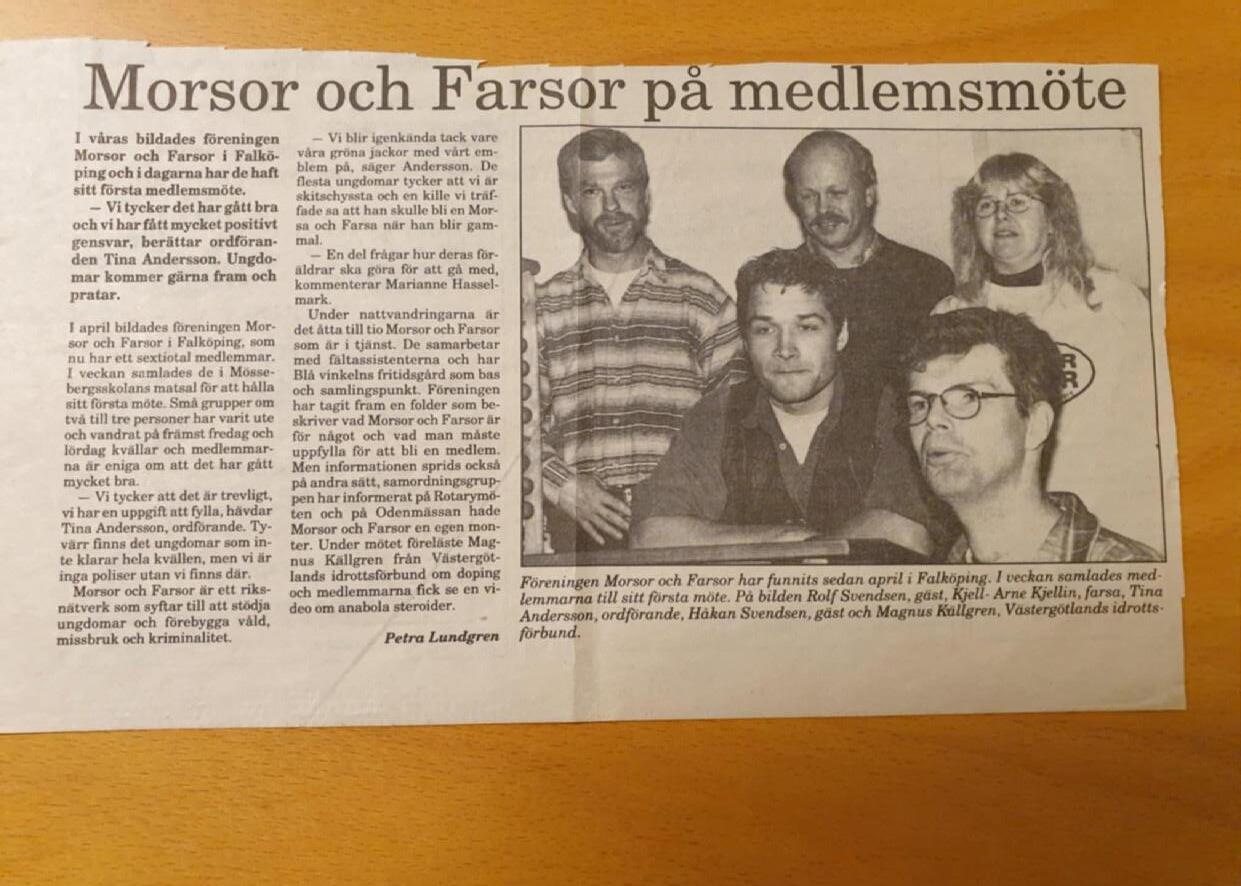 Morsor och Farsor på medlemsmöte
I våras bildades föreningen
Morsor och Farsor i Falkö-
ping och i dagarna har de haft
sitt första medlemsmöte.
– Vi tycker det har gått bra
och vi har fått mycket positivt
gensvar, berättar ordföran-
den Tina Andersson. Ungdo-
mar kommer gärna fram och
pratar.
I april bildades föreningen Mor-
sor och Farsor i Falköping, som
nu har ett sextiotal medlemmar.
I veckan samlades de i Mösse-
bergsskolans matsal för att hålla
sitt första möte. Små grupper om
två till tre personer har varit ute
och vandrat på främst fredag och
lördag kvällar och medlemmar-
na är eniga om att det har gått
mycket bra.
– Vi tycker att det är trevligt,
vi har en uppgift att fylla, hävdar
Tina Andersson, ordförande. Ty-
värr finns det ungdomar som in-
te klarar hela kvällen, men vi är
inga poliser utan vi finns där.
Morsor och Farsor är ett riks-
nätverk som syftar till att stödja
ungdomar och förebygga våld,
missbruk och kriminalitet.
– Vi blir igenkända tack vare
våra gröna jackor med vårt em-
blem på, säger Andersson. De
flesta ungdomar tycker att vi är
skitschyssta och en kille vi träf-
fade sa att han skulle bli en Mor-
sa och Farsa när han blir gam-
mal.
– En del frågar hur deras för-
äldrar ska göra för att gå med,
kommenterar Marianne Hassel-
mark.
Under nattvandringarna är
det åtta till tio Morsor och Farsor
som är i tjänst. De samarbetar
med fältassistenterna och har
Blå vinkelns fritidsgård som bas
och samlingspunkt. Föreningen
har tagit fram en folder som be-
skriver vad Morsor och Farsor är
för något och vad man måste
uppfylla för att bli en medlem.
Men informationen sprids också
på andra sätt, samordningsgrup-
pen har informerat på Rotarymö-
ten och på Odenmässan hade
Morsor och Farsor en egen mon-
ter. Under mötet föreläste Mag-
nus Källgren från Västergöt-
lands idrottsförbund om doping
och medlemmarna fick se en vi-
deo om anabola steroider.
Petra Lundgren
Föreningen Morsor och Farsor har funnits sedan april i Falköping. I veckan samlades med-
lemmarna till sitt första möte. På bilden Rolf Svendsen, gäst, Kjell- Arne Kjellin, farsa, Tina
Andersson, ordförande, Håkan Svendsen, gäst och Magnus Källgren, Västergötlands idrotts-
förbund.